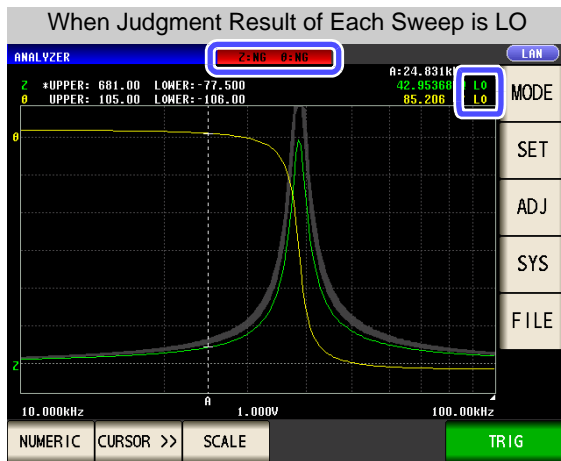 When Judgment Result of Each Sweep is LO
ANALYZER Z:NG θ:NG LAN
A:24.831k
Z *UPPER: 681.00 LOWER:-77.500 42.9536 LO
θ UPPER: 105.00 LOWER:-106.00 85.206 LO
MODE
θ
SET
ADJ
SYS
FILE
Z
A
10.000kHz 1.000V 100.00kHz
NUMERIC CURSOR >> SCALE TRIG